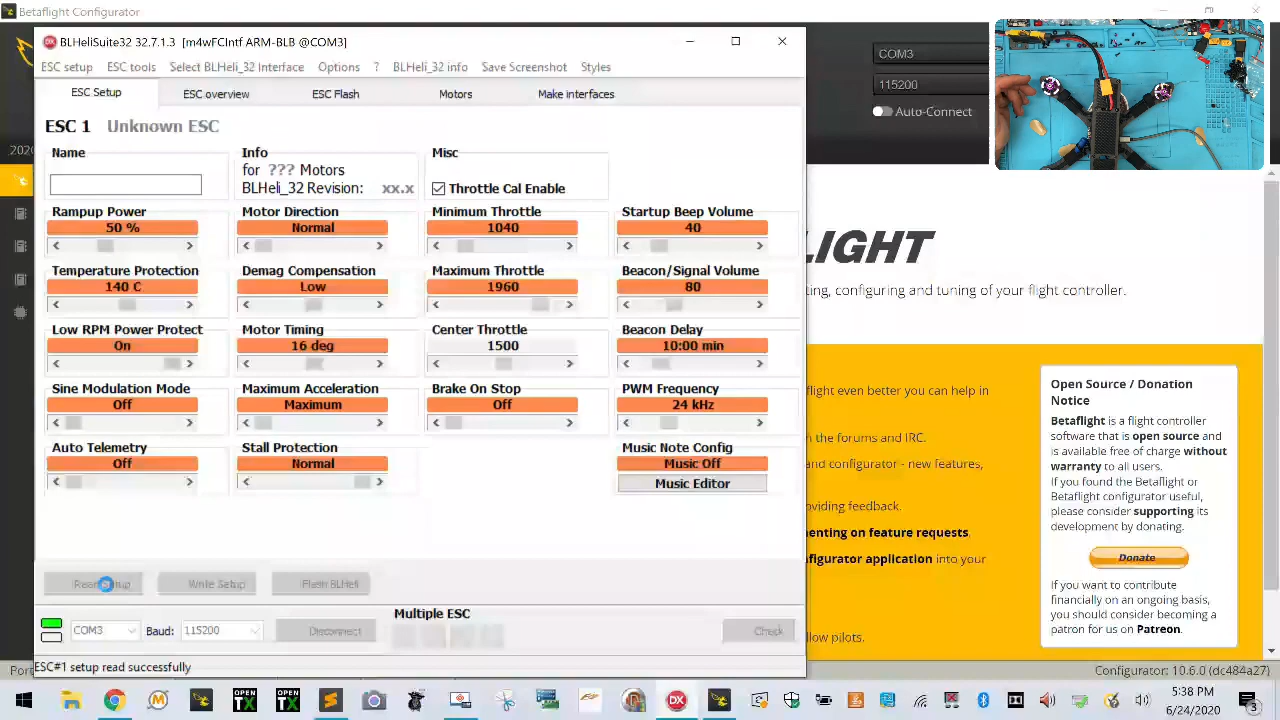 Betaflight Configurator
BLHeliSuite32 32.7.1.3 [m4wFCIntf ARM-BLB @COM3]
ESC setup ESC tools Select BLHeli_32 Interface Options ? BLHeli_32 info Save Screenshot Styles
ESC Setup ESC overview ESC Flash Motors Make interfaces
ESC 1 Unknown ESC
Name
Info
for ??? Motors
BLHeli_32 Revision: xx.x
Misc
Throttle Cal Enable
Rampup Power
50 %
Motor Direction
Normal
Minimum Throttle
1040
Startup Beep Volume
40
Temperature Protection
140 C
Demag Compensation
Low
Maximum Throttle
1960
Beacon/Signal Volume
80
Low RPM Power Protect
On
Motor Timing
16 deg
Center Throttle
1500
Beacon Delay
10:00 min
Sine Modulation Mode
Off
Maximum Acceleration
Maximum
Brake On Stop
Off
PWM Frequency
24 kHz
Auto Telemetry
Off
Stall Protection
Normal
Music Note Config
Music Off
Music Editor
Read Setup Write Setup Flash BLHeli
Multiple ESC
COM3 Baud: 115200 Disconnect Check
ESC#1 setup read successfully
COM3
115200
Auto-Connect
2020
LIGHT
ting, configuring and tuning of your flight controller.
flight even better you can help in
n the forums and IRC.
and configurator - new features,
oviding feedback.
enting on feature requests.
figurator application into your
llow pilots.
Open Source / Donation
Notice
Betaflight is a flight controller
software that is open source and
is available free of charge without
warranty to all users.
If you found the Betaflight or
Betaflight configurator useful,
please consider supporting its
development by donating.
Donate
If you want to contribute
financially on an ongoing basis,
you should consider becoming a
patron for us on Patreon.
Port
Configurator: 10.6.0 (dc484a27)
OPEN TX
OPEN TX
DX
5:38 PM
6/24/2020
3